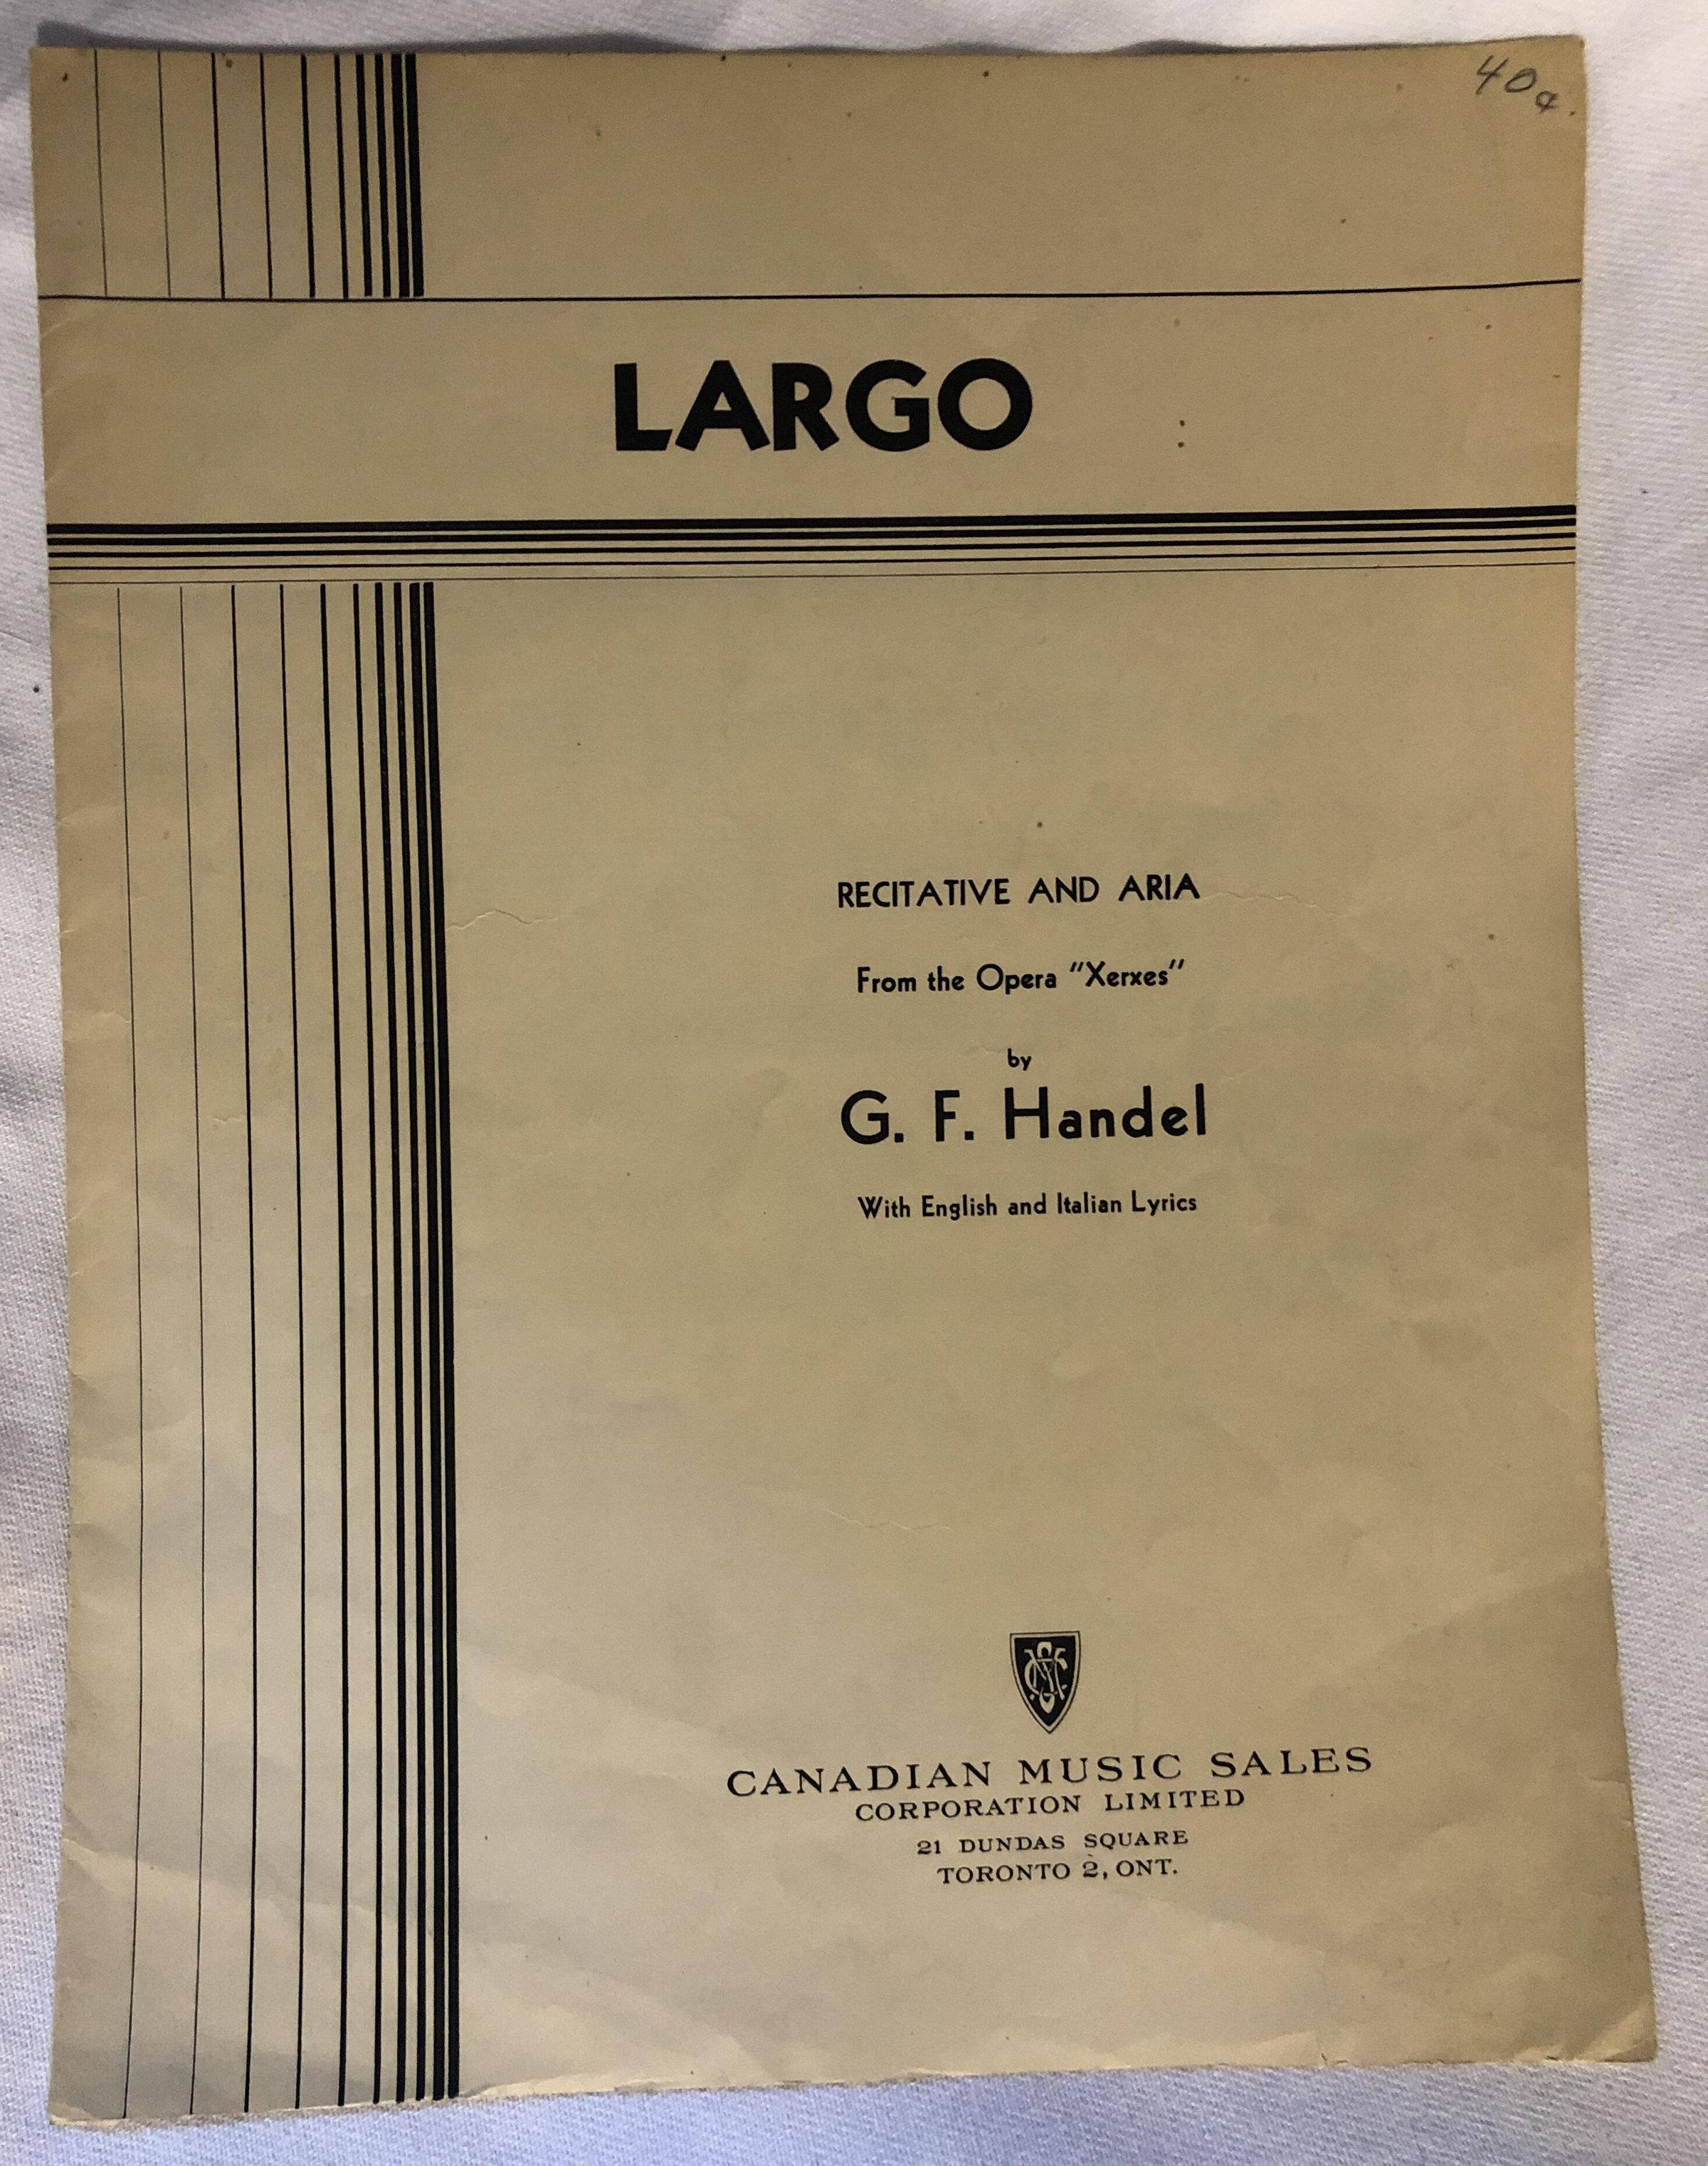 40¢.
LARGO
RECITATIVE AND ARIA
From the Opera "Xerxes"
by
G. F. Handel
With English and Italian Lyrics
CANADIAN MUSIC SALES
CORPORATION LIMITED
21 DUNDAS SQUARE
TORONTO 2, ONT.